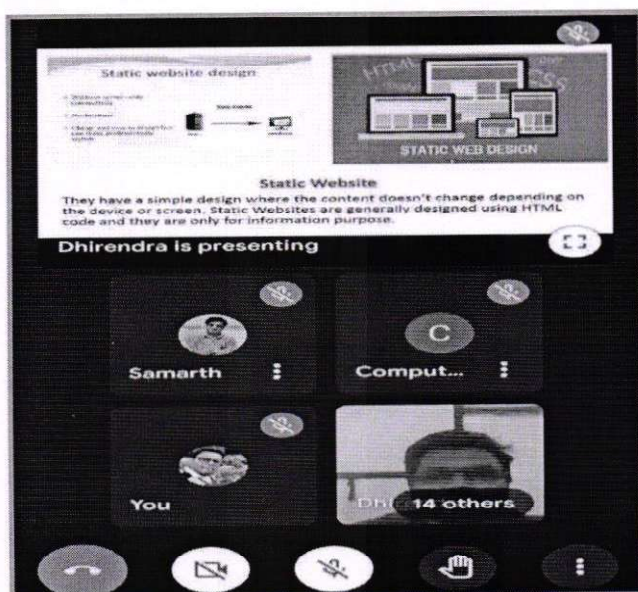 Static website design
HTML
CSS
STATIC WEB DESIGN
Static Website
They have a simple design where the content doesn't change depending on
the device or screen. Static Websites are generally designed using HTML
code and they are only for information purpose.
Dhirendra is presenting
Samarth
C
Comput...
You
14 others